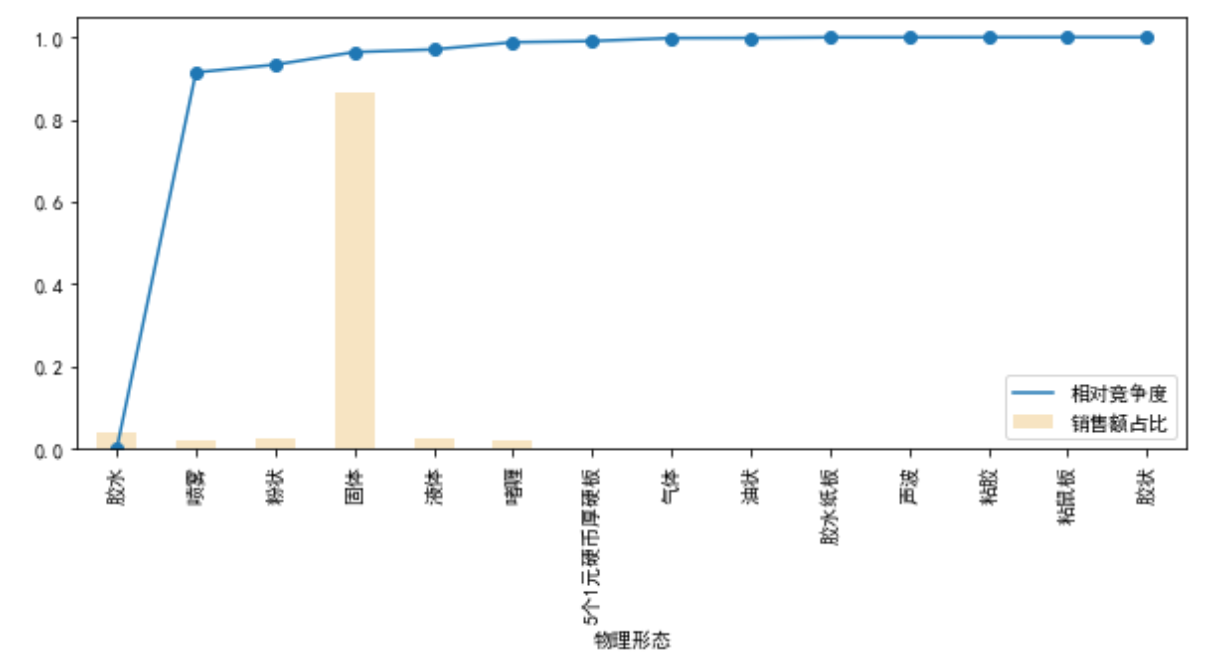 1.0
0.8
0.6
0.4
0.2
0.0
相对竞争度
销售额占比
胶水
喷雾
粉状
固体
液体
啫喱
5个1元硬币厚硬板
气体
油状
胶水纸板
声波
粘胶
粘鼠板
胶状
物理形态